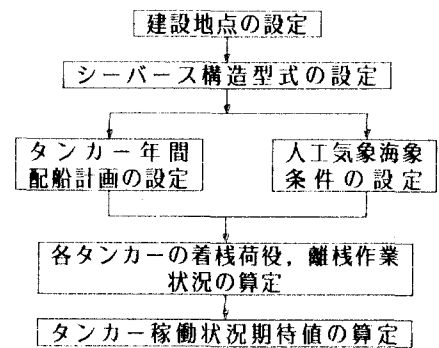 建設地点の設定
シーバース構造型式の設定
タンカー年間
配船計画の設定
人工気象海象
条件の設定
各タンカーの着桟荷役，離桟作業
状況の算定
タンカー稼働状況期待値の算定